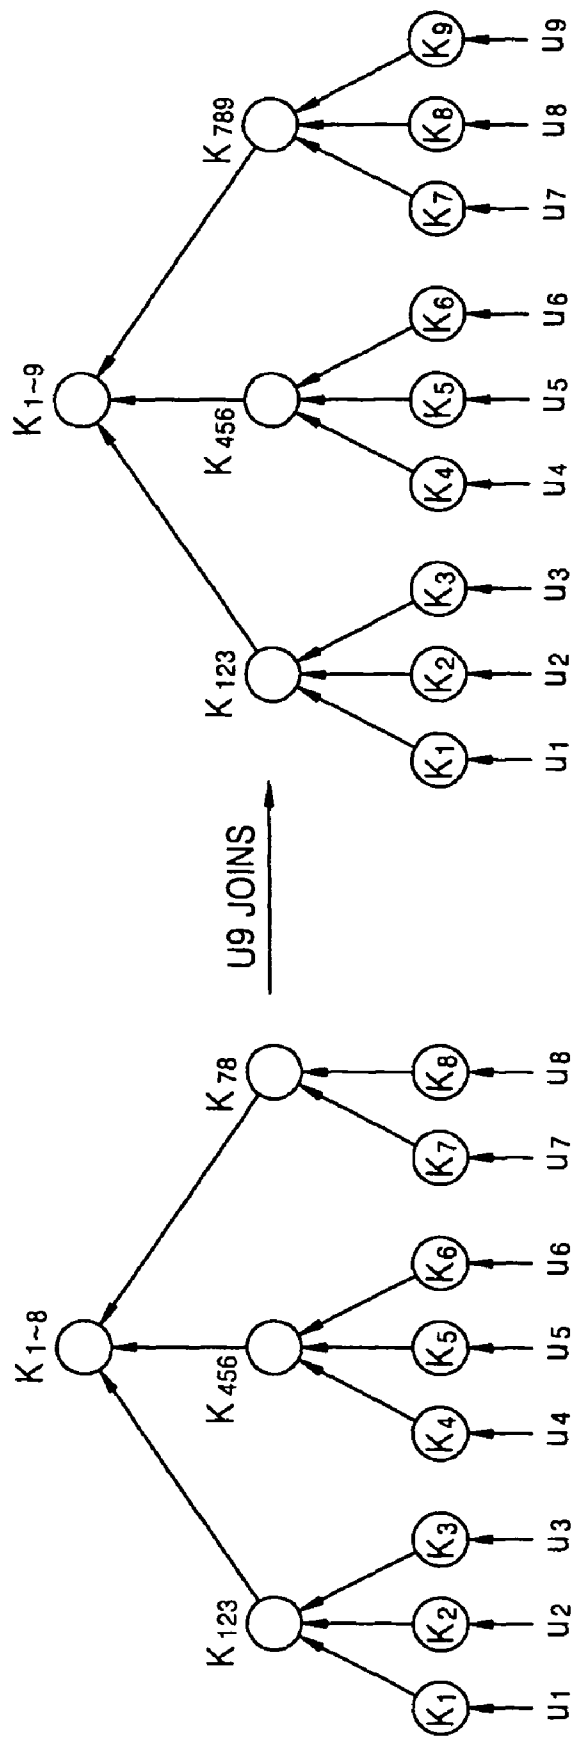 K1~8
K123 K456 K78
K1 K2 K3 K4 K5 K6 K7 K8
u1 u2 u3 u4 u5 u6 u7 u8
U9 JOINS
K1~9
K123 K456 K789
K1 K2 K3 K4 K5 K6 K7 K8 K9
u1 u2 u3 u4 u5 u6 u7 u8 u9